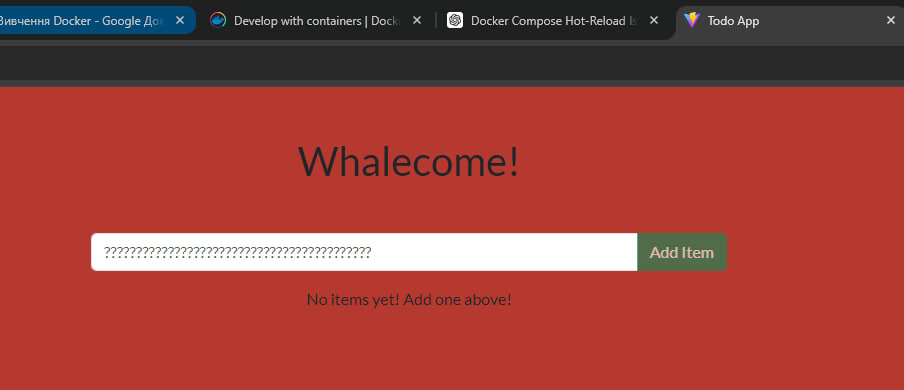 Вивчення Docker - Google Док
Develop with containers | Docke
Docker Compose Hot-Reload Is
Todo App
Whalecome!
??????????????????????????????????????????
Add Item
No items yet! Add one above!